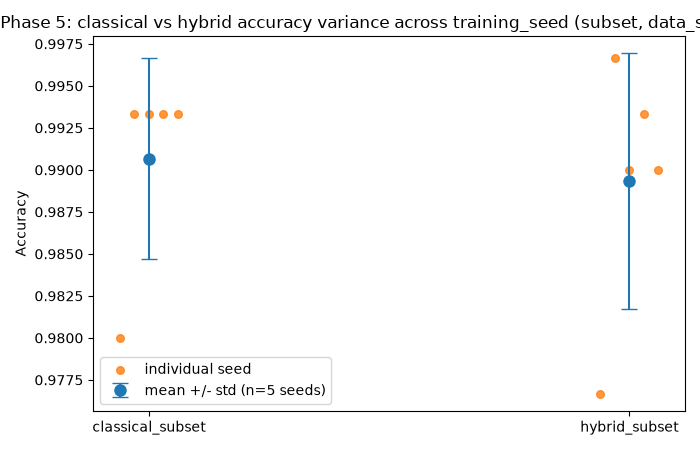 Phase 5: classical vs hybrid accuracy variance across training_seed (subset, data_s
0.9975
0.9950
0.9925
0.9900
0.9875
0.9850
0.9825
0.9800
0.9775
Accuracy
individual seed
mean +/- std (n=5 seeds)
classical_subset
hybrid_subset